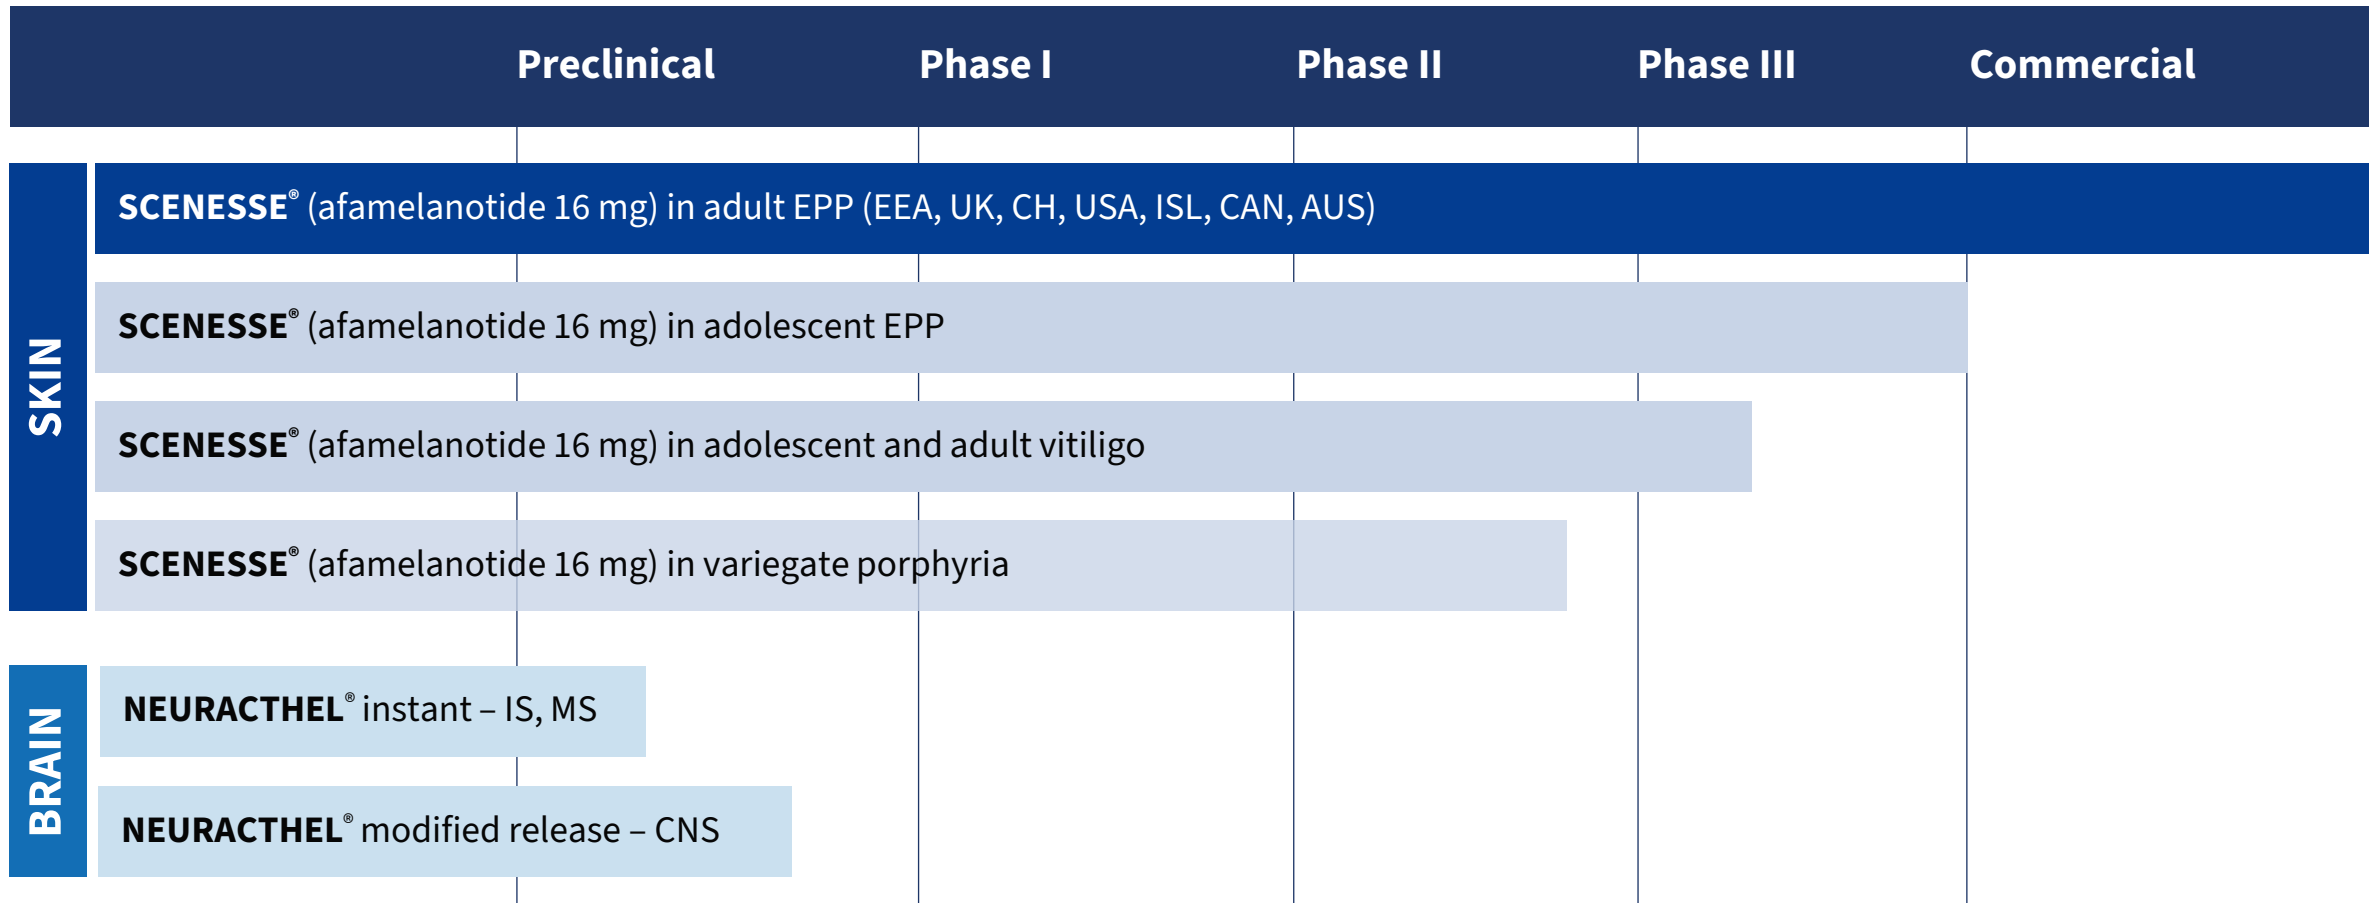 Preclinical Phase I Phase II Phase III Commercial
SKIN
SCENESSE® (afamelanotide 16 mg) in adult EPP (EEA, UK, CH, USA, ISL, CAN, AUS)
SCENESSE® (afamelanotide 16 mg) in adolescent EPP
SCENESSE® (afamelanotide 16 mg) in adolescent and adult vitiligo
SCENESSE® (afamelanotide 16 mg) in variegate porphyria
BRAIN
NEURACTHEL® instant – IS, MS
NEURACTHEL® modified release – CNS